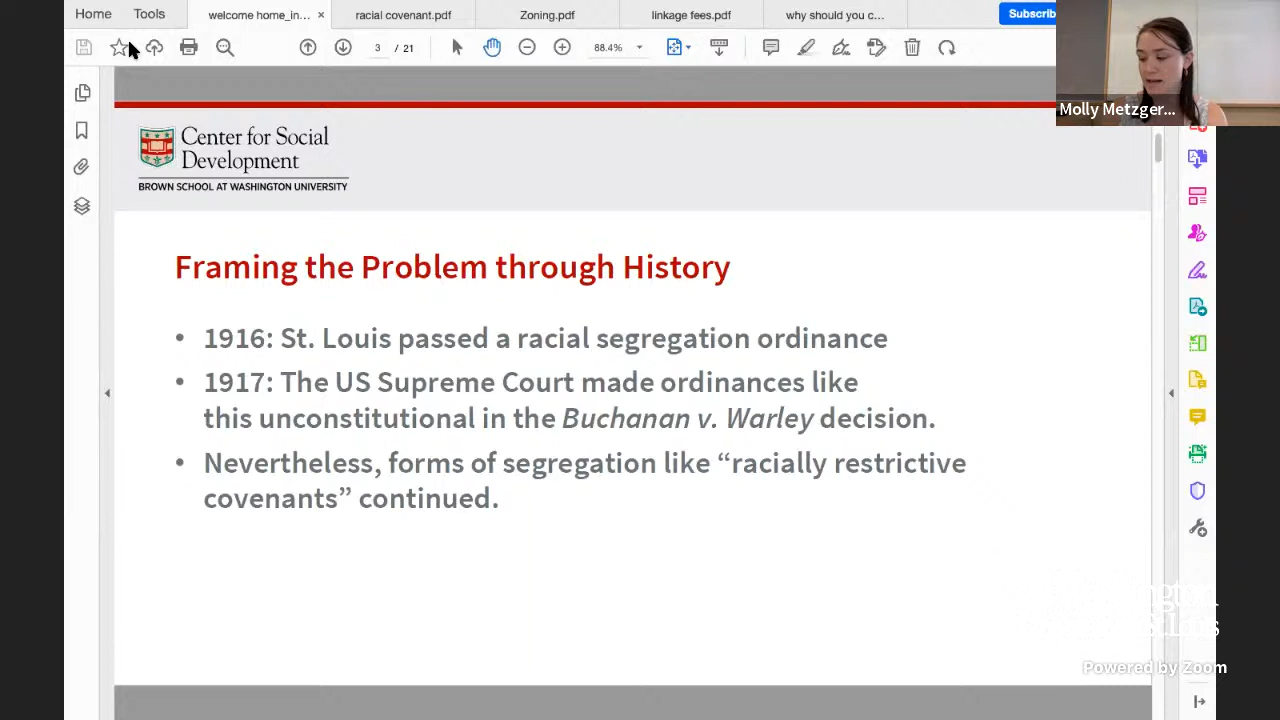 Home Tools welcome home_in... × racial covenant.pdf Zoning.pdf linkage fees.pdf why should you c... Subscrib
3 / 21 88.4%
Molly Metzger...
Center for Social
Development
BROWN SCHOOL AT WASHINGTON UNIVERSITY
Framing the Problem through History
• 1916: St. Louis passed a racial segregation ordinance
• 1917: The US Supreme Court made ordinances like
this unconstitutional in the Buchanan v. Warley decision.
• Nevertheless, forms of segregation like “racially restrictive
covenants” continued.
Powered by Zoom